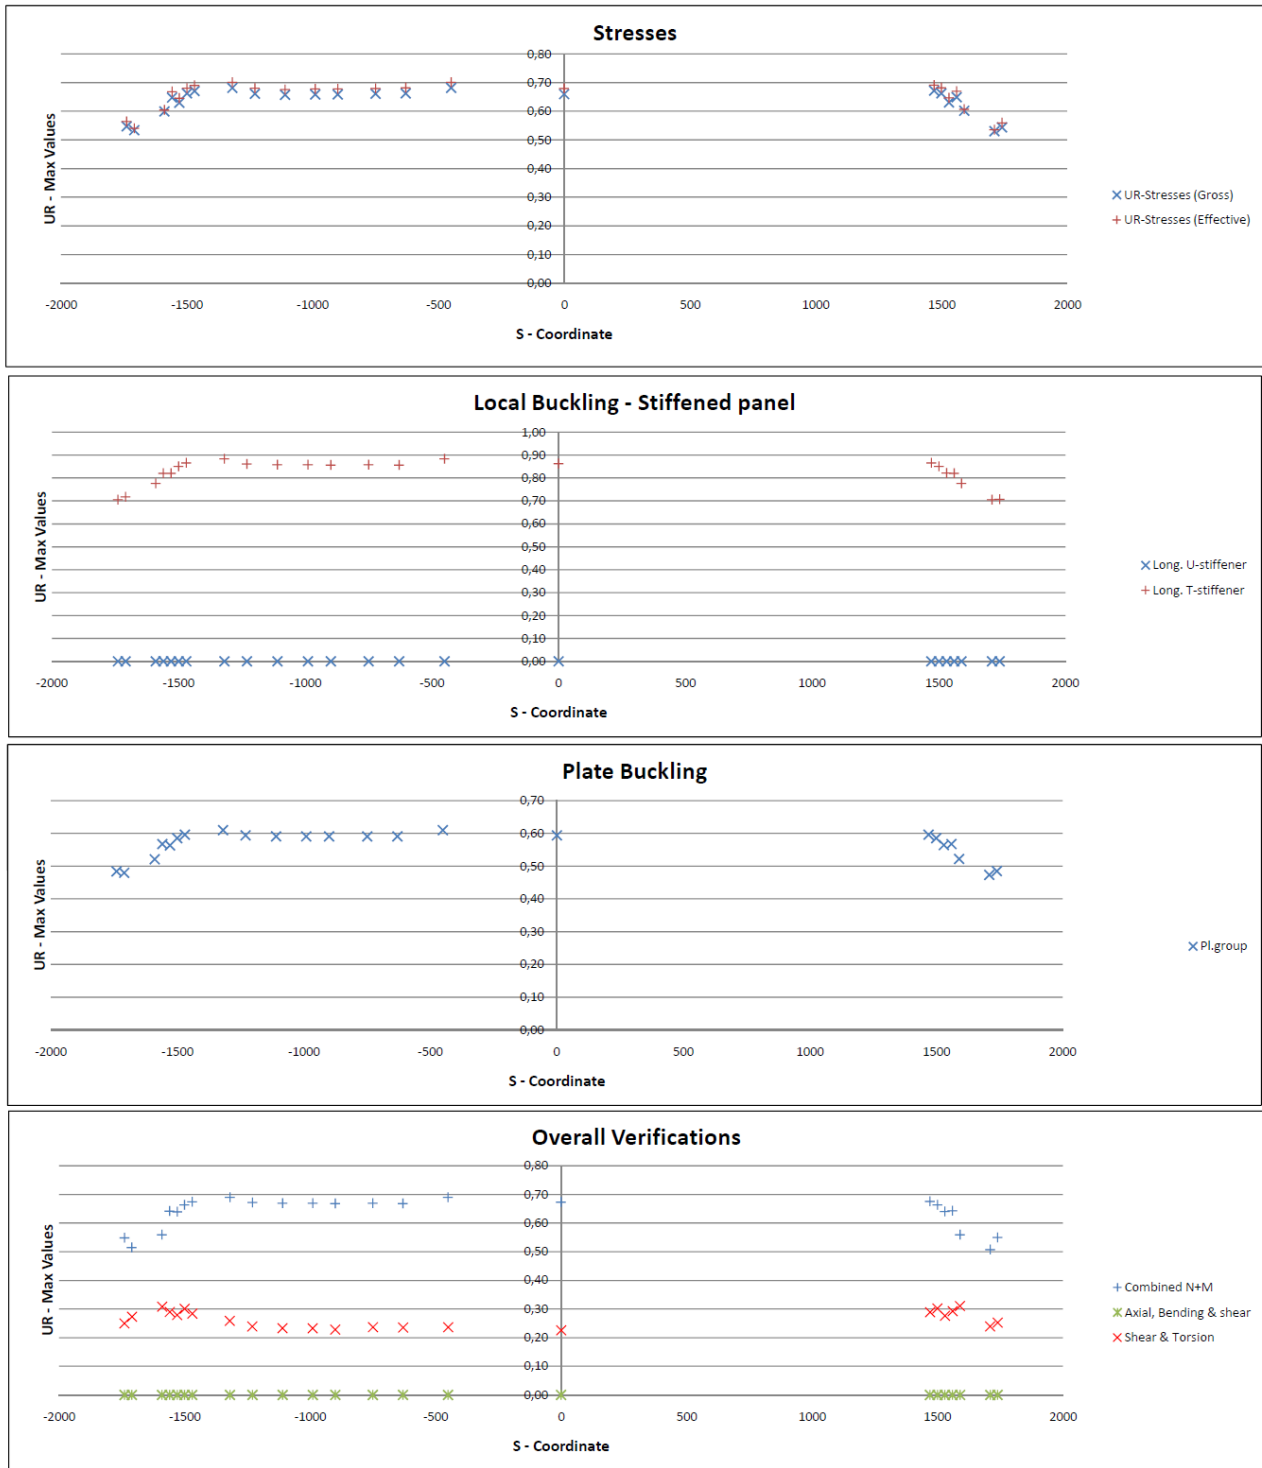 Stresses
UR - Max Values
0,80
0,70
0,60
0,50
0,40
0,30
0,20
0,10
0,00
-2000 -1500 -1000 -500 0 500 1000 1500 2000
S - Coordinate
UR-Stresses (Gross)
UR-Stresses (Effective)
Local Buckling - Stiffened panel
UR - Max Values
1,00
0,90
0,80
0,70
0,60
0,50
0,40
0,30
0,20
0,10
0,00
-2000 -1500 -1000 -500 0 500 1000 1500 2000
S - Coordinate
Long. U-stiffener
Long. T-stiffener
Plate Buckling
UR - Max Values
0,70
0,60
0,50
0,40
0,30
0,20
0,10
0,00
-2000 -1500 -1000 -500 0 500 1000 1500 2000
S - Coordinate
Pl.group
Overall Verifications
UR - Max Values
0,80
0,70
0,60
0,50
0,40
0,30
0,20
0,10
0,00
-2000 -1500 -1000 -500 0 500 1000 1500 2000
S - Coordinate
Combined N+M
Axial, Bending & shear
Shear & Torsion